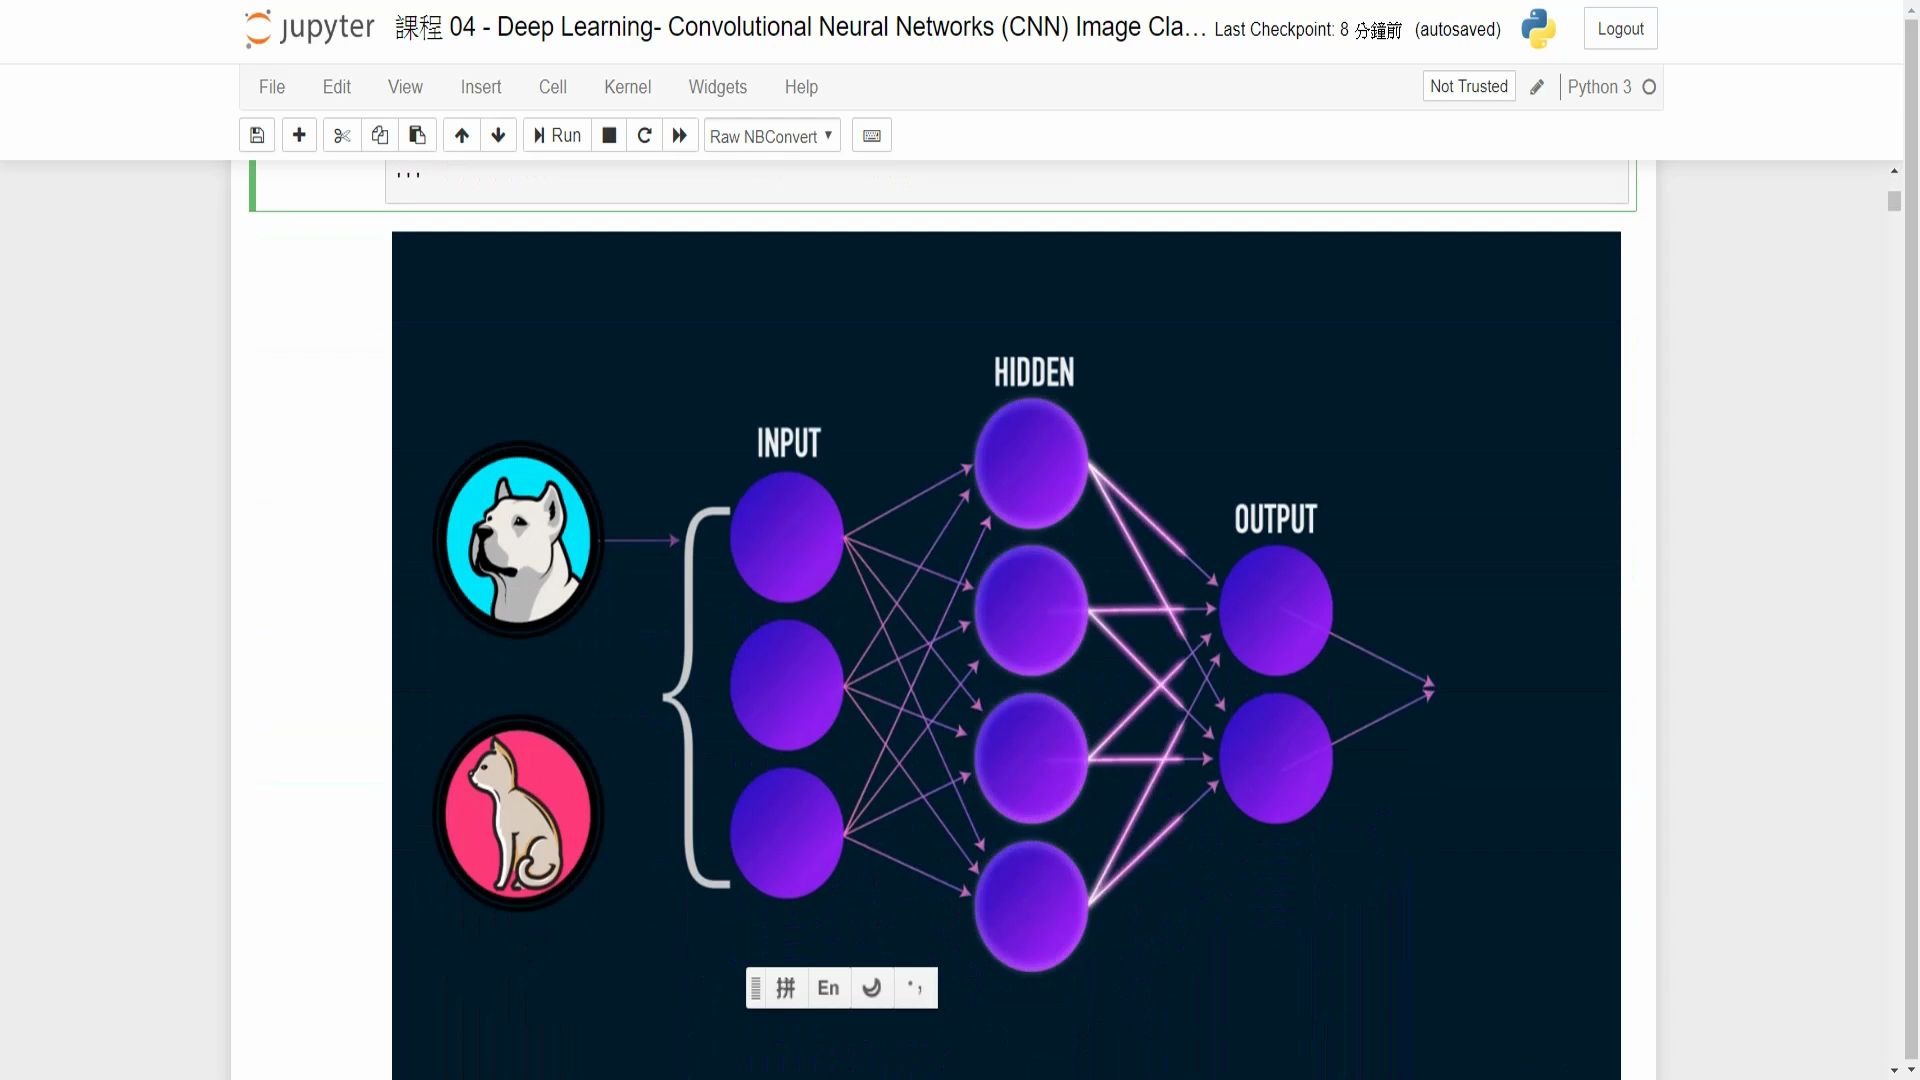 jupyter 課程 04 - Deep Learning- Convolutional Neural Networks (CNN) Image Cla... Last Checkpoint: 8 分鐘前 (autosaved) Logout
File Edit View Insert Cell Kernel Widgets Help Not Trusted Python 3
Run Raw NBConvert
'''
HIDDEN
INPUT
OUTPUT
拼 En